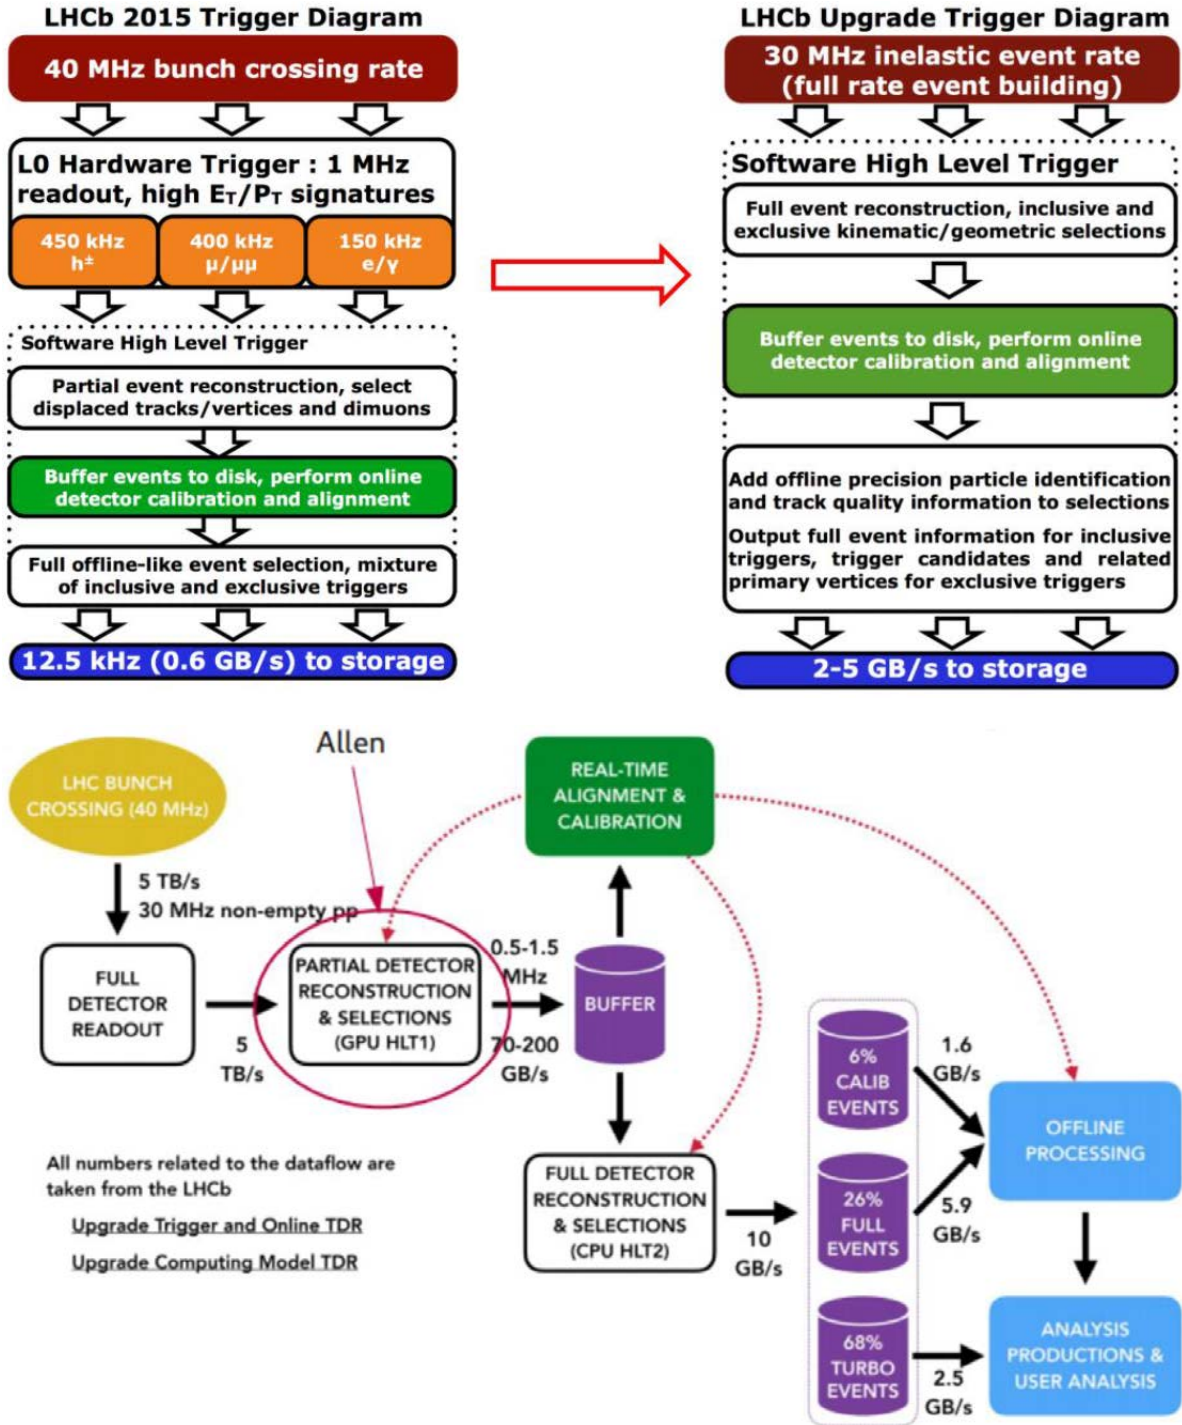 LHCb 2015 Trigger Diagram
40 MHz bunch crossing rate
L0 Hardware Trigger : 1 MHz
readout, high E_T/P_T signatures
450 kHz
h±
400 kHz
μ/μμ
150 kHz
e/γ
Software High Level Trigger
Partial event reconstruction, select
displaced tracks/vertices and dimuons
Buffer events to disk, perform online
detector calibration and alignment
Full offline-like event selection, mixture
of inclusive and exclusive triggers
12.5 kHz (0.6 GB/s) to storage
LHCb Upgrade Trigger Diagram
30 MHz inelastic event rate
(full rate event building)
Software High Level Trigger
Full event reconstruction, inclusive and
exclusive kinematic/geometric selections
Buffer events to disk, perform online
detector calibration and alignment
Add offline precision particle identification
and track quality information to selections
Output full event information for inclusive
triggers, trigger candidates and related
primary vertices for exclusive triggers
2-5 GB/s to storage
Allen
LHC BUNCH
CROSSING (40 MHz)
5 TB/s
30 MHz non-empty pp
FULL
DETECTOR
READOUT
5
TB/s
PARTIAL DETECTOR
RECONSTRUCTION
& SELECTIONS
(GPU HLT1)
0.5-1.5
MHz
70-200
GB/s
BUFFER
REAL-TIME
ALIGNMENT &
CALIBRATION
FULL DETECTOR
RECONSTRUCTION
& SELECTIONS
(CPU HLT2)
10
GB/s
6%
CALIB
EVENTS
1.6
GB/s
26%
FULL
EVENTS
5.9
GB/s
68%
TURBO
EVENTS
2.5
GB/s
OFFLINE
PROCESSING
ANALYSIS
PRODUCTIONS &
USER ANALYSIS
All numbers related to the dataflow are
taken from the LHCb
Upgrade Trigger and Online TDR
Upgrade Computing Model TDR